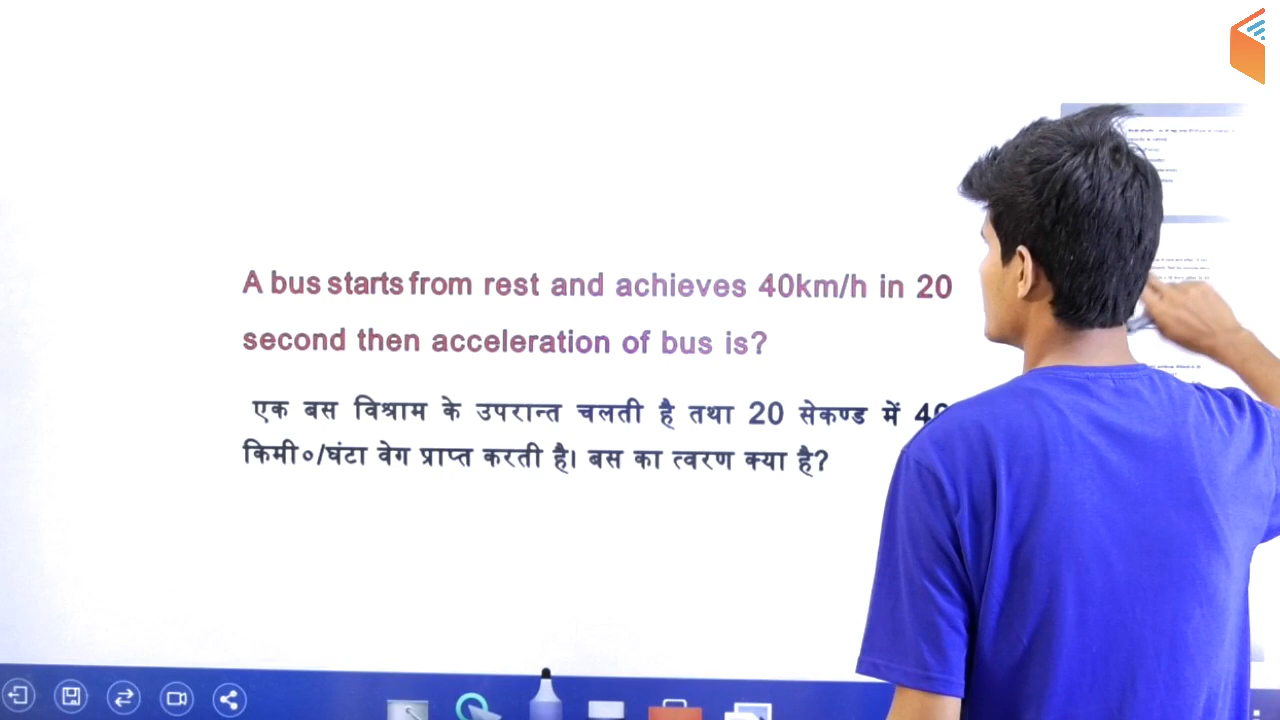 A bus starts from rest and achieves 40km/h in 20
second then acceleration of bus is?
एक बस विश्राम के उपरान्त चलती है तथा 20 सेकण्ड में
किमी०/घंटा वेग प्राप्त करती है। बस का त्वरण क्या है?